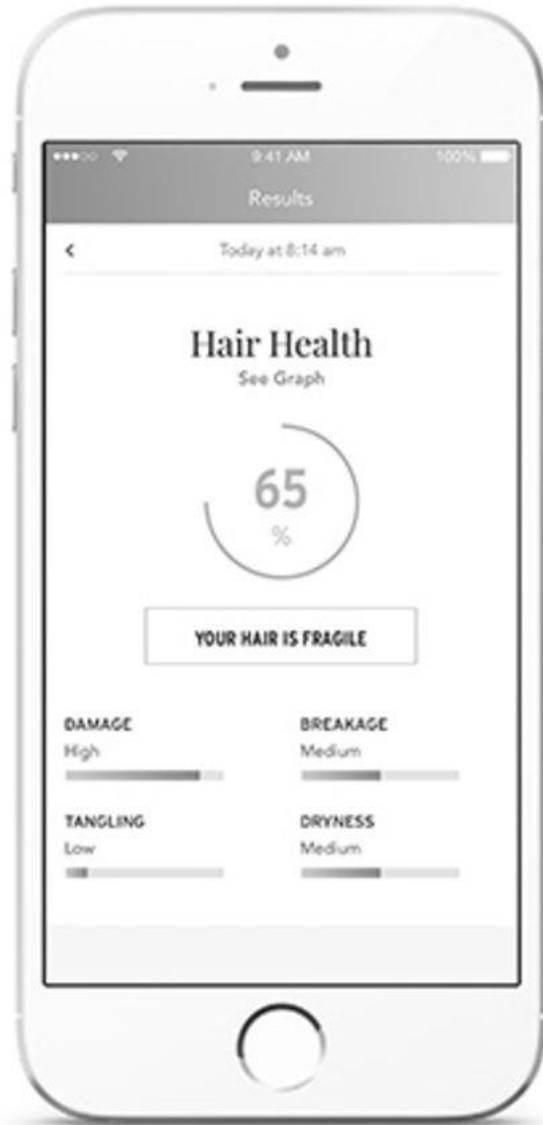 9:41 AM 100%
Results
Today at 8:14 am
Hair Health
See Graph
65
%
YOUR HAIR IS FRAGILE
DAMAGE BREAKAGE
High Medium
TANGLING DRYNESS
Low Medium